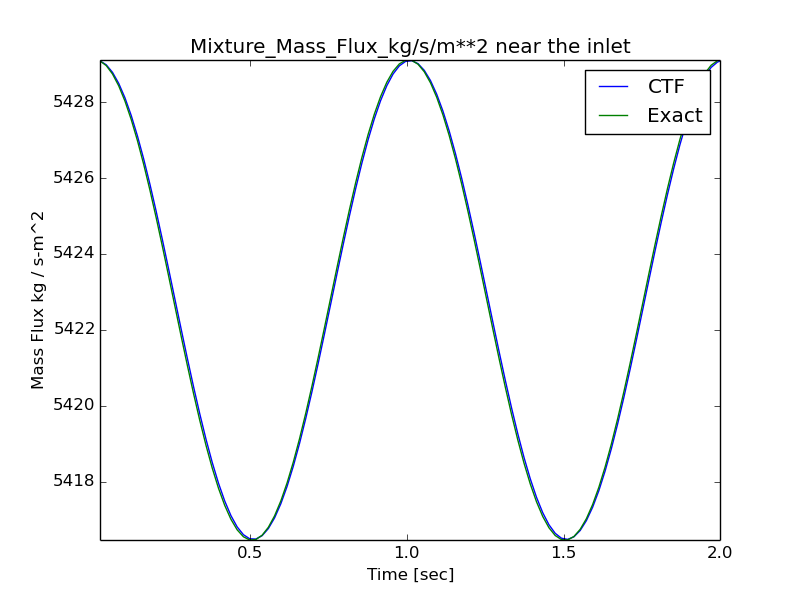 Mixture_Mass_Flux_kg/s/m**2 near the inlet
CTF
Exact
5428
5426
5424
5422
5420
5418
Mass Flux kg / s-m^2
0.5 1.0 1.5 2.0
Time [sec]